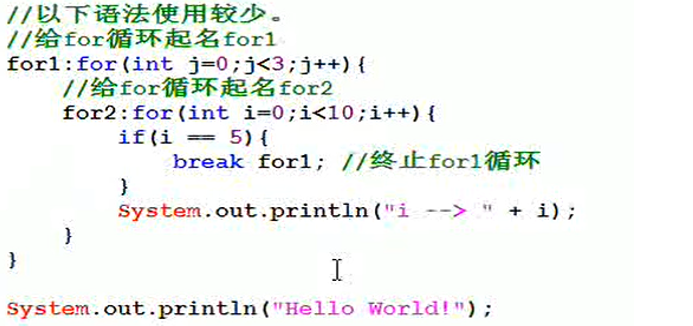 //以下语法使用较少。
//给for循环起名for1
for1:for(int j=0;j<3;j++){
//给for循环起名for2
for2:for(int i=0;i<10;i++){
if(i == 5){
break for1; //终止for1循环
}
System.out.println("i --> " + i);
}
}
System.out.println("Hello World!");